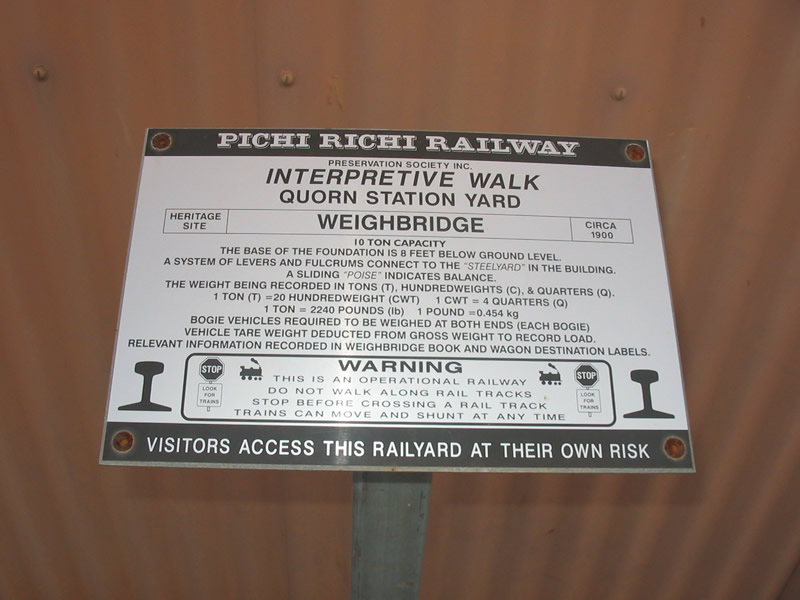 PICHI RICHI RAILWAY
PRESERVATION SOCIETY INC.
INTERPRETIVE WALK
QUORN STATION YARD
HERITAGE SITE
WEIGHBRIDGE
CIRCA 1900
10 TON CAPACITY
THE BASE OF THE FOUNDATION IS 8 FEET BELOW GROUND LEVEL.
A SYSTEM OF LEVERS AND FULCRUMS CONNECT TO THE "STEELYARD" IN THE BUILDING.
A SLIDING "POISE" INDICATES BALANCE.
THE WEIGHT BEING RECORDED IN TONS (T), HUNDREDWEIGHTS (C), & QUARTERS (Q).
1 TON (T) =20 HUNDREDWEIGHT (CWT) 1 CWT = 4 QUARTERS (Q)
1 TON = 2240 POUNDS (lb) 1 POUND =0.454 kg
BOGIE VEHICLES REQUIRED TO BE WEIGHED AT BOTH ENDS (EACH BOGIE)
VEHICLE TARE WEIGHT DEDUCTED FROM GROSS WEIGHT TO RECORD LOAD.
RELEVANT INFORMATION RECORDED IN WEIGHBRIDGE BOOK AND WAGON DESTINATION LABELS.
STOP
LOOK FOR TRAINS
WARNING
THIS IS AN OPERATIONAL RAILWAY
DO NOT WALK ALONG RAIL TRACKS
STOP BEFORE CROSSING A RAIL TRACK
TRAINS CAN MOVE AND SHUNT AT ANY TIME
STOP
LOOK FOR TRAINS
VISITORS ACCESS THIS RAILYARD AT THEIR OWN RISK